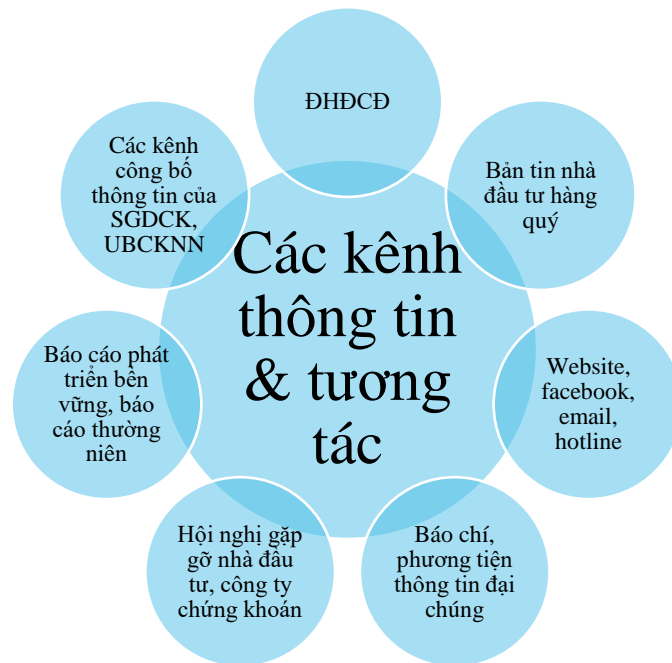 ĐHĐCĐ
Bản tin nhà
đầu tư hàng
quý
Website,
facebook,
email,
hotline
Báo chí,
phương tiện
thông tin đại
chúng
Hội nghị gặp
gỡ nhà đầu
tư, công ty
chứng khoán
Báo cáo phát
triển bền
vững, báo
cáo thường
niên
Các kênh
công bố
thông tin của
SGDCK,
UBCKNN
Các kênh
thông tin
& tương
tác